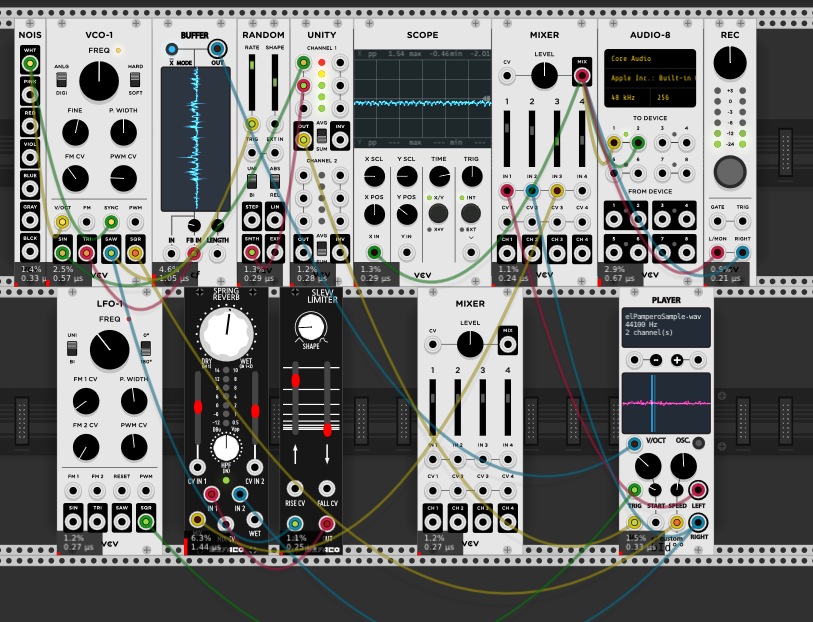 NOIS
WHT
PINK
RED
VIOL
BLUE
GRAY
BLCK
1.4%
0.33 µs
VCO-1
FREQ
ANLG
DIGI
HARD
SOFT
FINE
P. WIDTH
FM CV
PWM CV
V/OCT
FM
SYNC
PWM
SIN
TRI
SAW
SQR
2.5%
0.57 µs
VCV
BUFFER
X MODE
OUT
IN
FB IN
LENGTH
4.6%
1.05 µs
RANDOM
RATE
SHAPE
TRIG
EXT IN
UNI
BI
ABS
REL
STEP
LIN
SMTH
EXP
1.3%
0.29 µs
UNITY
CHANNEL 1
OUT
AVG
SUM
INV
CHANNEL 2
OUT
AVG
SUM
INV
1.2%
0.28 µs
SCOPE
X pp 1.54 max -0.46 min -2.01
Y pp --- max --- min ---
X SCL
Y SCL
TIME
TRIG
X POS
Y POS
X/Y
INT
X×Y
EXT
X IN
Y IN
1.3%
0.29 µs
VCV
MIXER
CV
LEVEL
MIX
1
2
3
4
IN 1
IN 2
IN 3
IN 4
CV 1
CV 2
CV 3
CV 4
CH 1
CH 2
CH 3
CH 4
1.1%
0.24 µs
VCV
AUDIO-8
Core Audio
Apple Inc.: Built-in
48 kHz
256
TO DEVICE
1
2
3
4
5
6
7
8
FROM DEVICE
1
2
3
4
5
6
7
8
2.9%
0.67 µs
VCV
REC
+3
0
-3
-6
-12
-24
GATE
TRIG
L/MON
RIGHT
0.21 µs
LFO-1
FREQ
UNI
BI
0°
180°
FM 1 CV
P. WIDTH
FM 2 CV
PWM CV
FM 1
FM 2
RESET
PWM
SIN
TRI
SAW
SQR
1.2%
0.27 µs
VCV
SPRING
REVERB
DRY
WET
CV IN 1
HPF
CV IN 2
IN 1
IN 2
WET
6.3%
1.44 µs
SLEW
LIMITER
SHAPE
RISE CV
FALL CV
1.1%
0.25 µs
MIXER
CV
LEVEL
MIX
1
2
3
4
IN 1
IN 2
IN 3
IN 4
CH 1
CH 2
CH 3
CH 4
CH 1
CH 2
CH 3
CH 4
1.2%
0.27 µs
VCV
PLAYER
elPamperoSample-wav
44100 Hz
2 channel(s)
V/OCT
OSC.
TRIG
START
SPEED
LEFT
RIGHT
1.5%
0.33 µs
custom